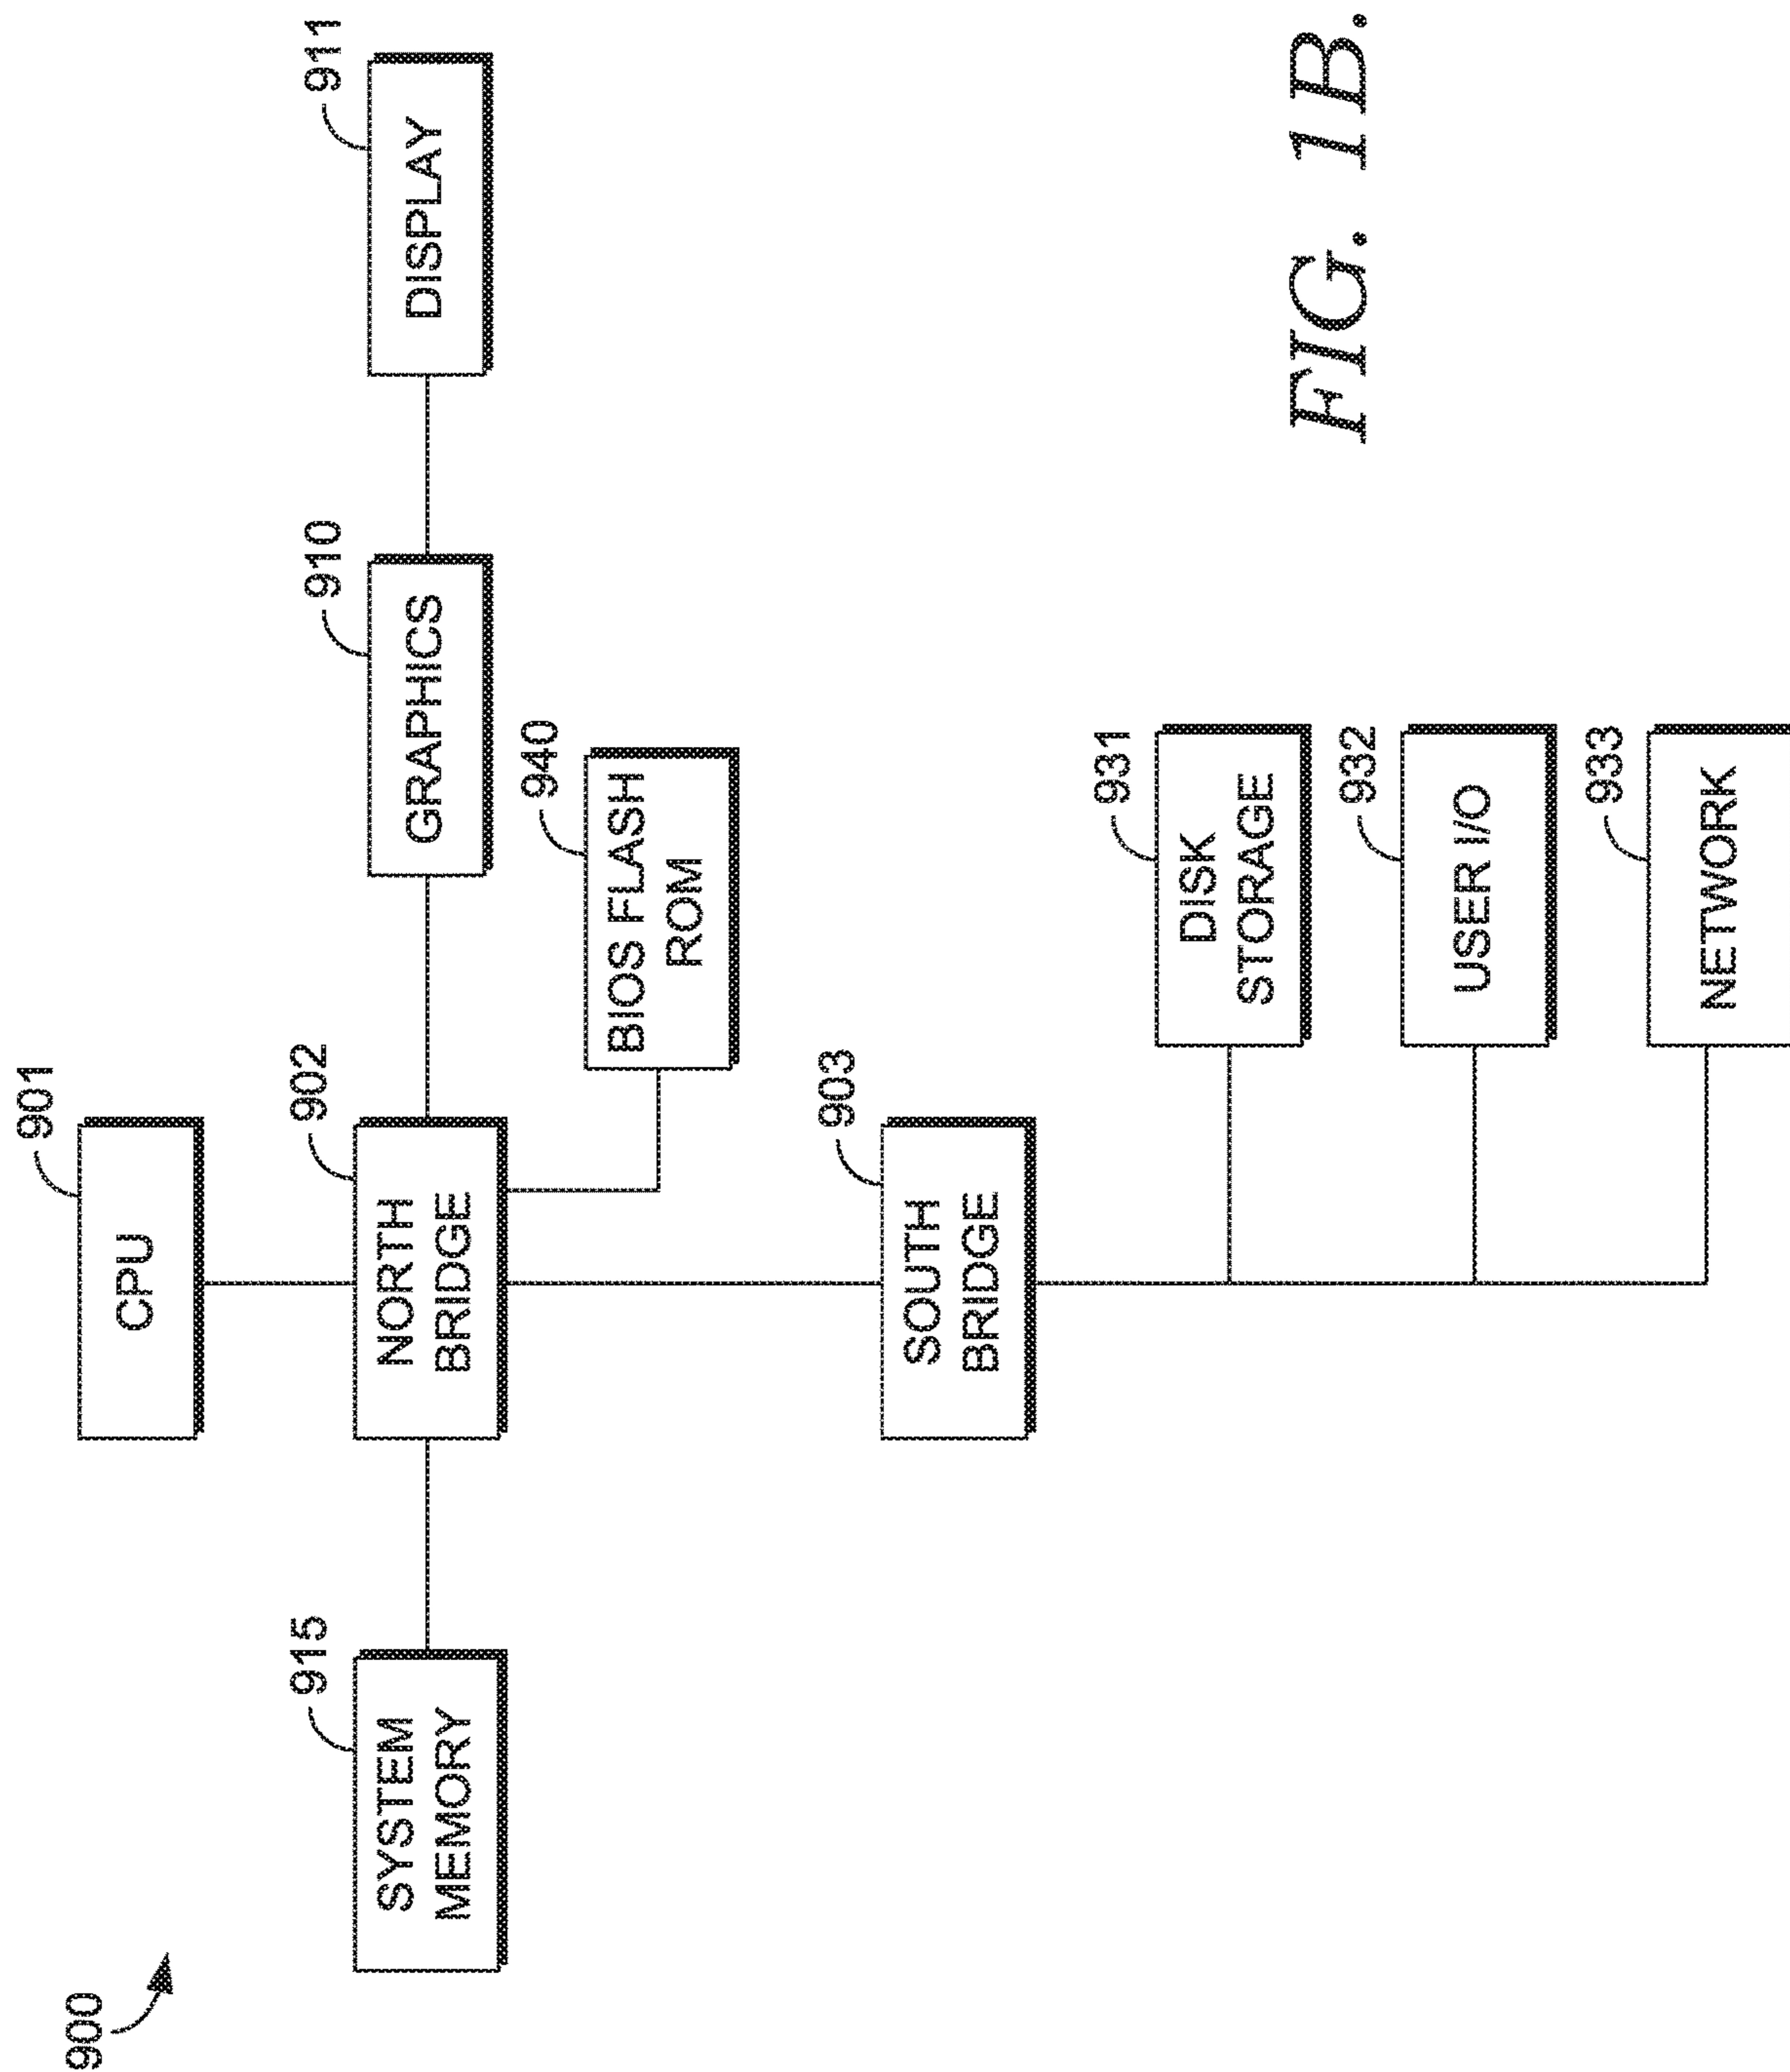 900
901
CPU
915
SYSTEM
MEMORY
902
NORTH
BRIDGE
910
GRAPHICS
911
DISPLAY
940
BIOS FLASH
ROM
903
SOUTH
BRIDGE
931
DISK
STORAGE
932
USER I/O
933
NETWORK
FIG. 1B.